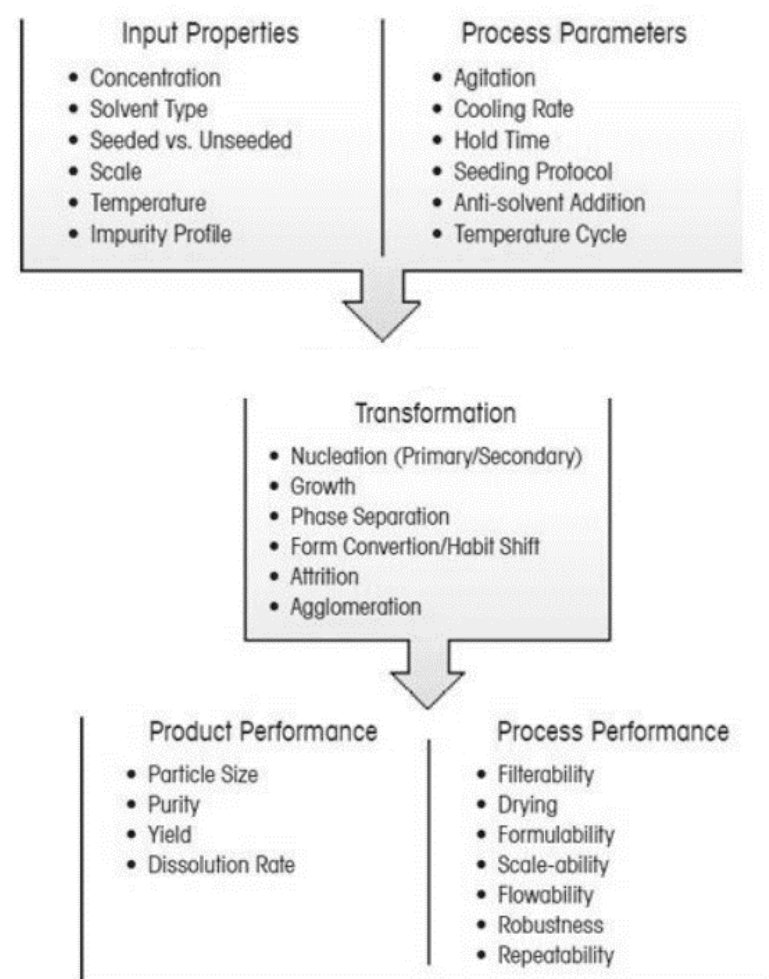 Input Properties
• Concentration
• Solvent Type
• Seeded vs. Unseeded
• Scale
• Temperature
• Impurity Profile
Process Parameters
• Agitation
• Cooling Rate
• Hold Time
• Seeding Protocol
• Anti-solvent Addition
• Temperature Cycle
Transformation
• Nucleation (Primary/Secondary)
• Growth
• Phase Separation
• Form Convertion/Habit Shift
• Attrition
• Agglomeration
Product Performance
• Particle Size
• Purity
• Yield
• Dissolution Rate
Process Performance
• Filterability
• Drying
• Formulability
• Scale-ability
• Flowability
• Robustness
• Repeatability